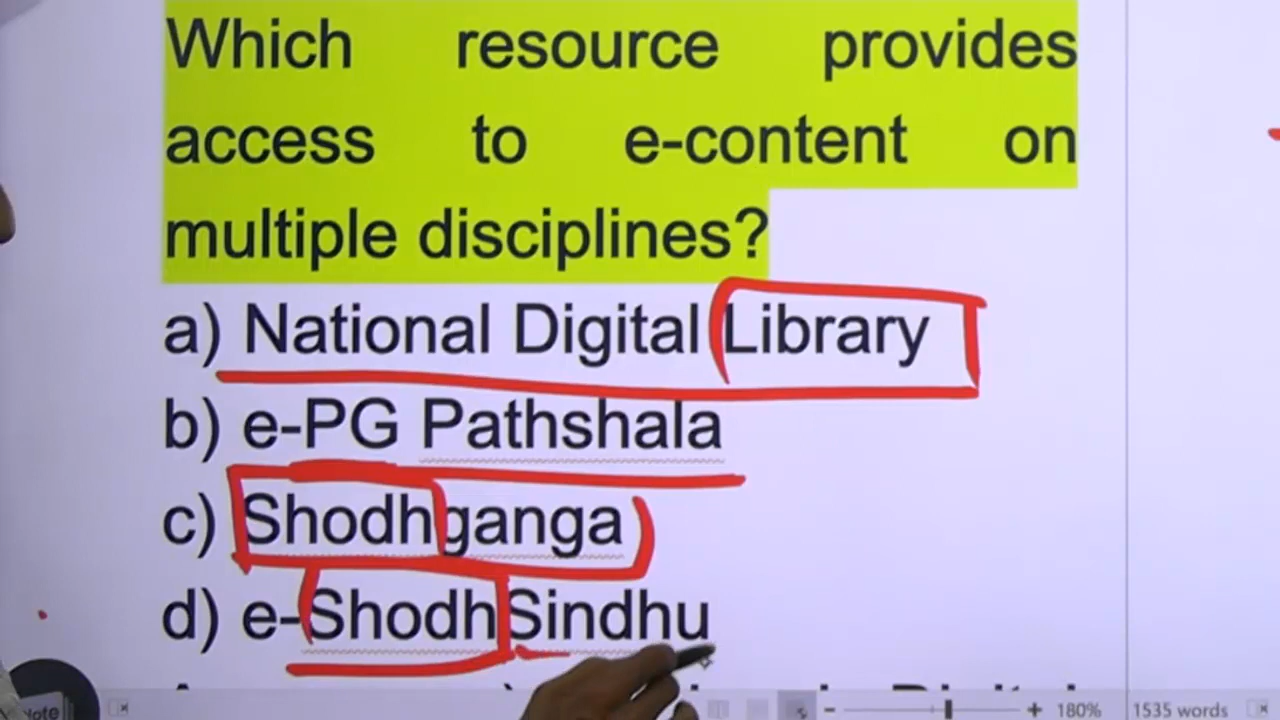 Which resource provides
access to e-content on
multiple disciplines?
a) National Digital Library
b) e-PG Pathshala
c) Shodhganga
d) e-ShodhSindhu
180%
1535 words